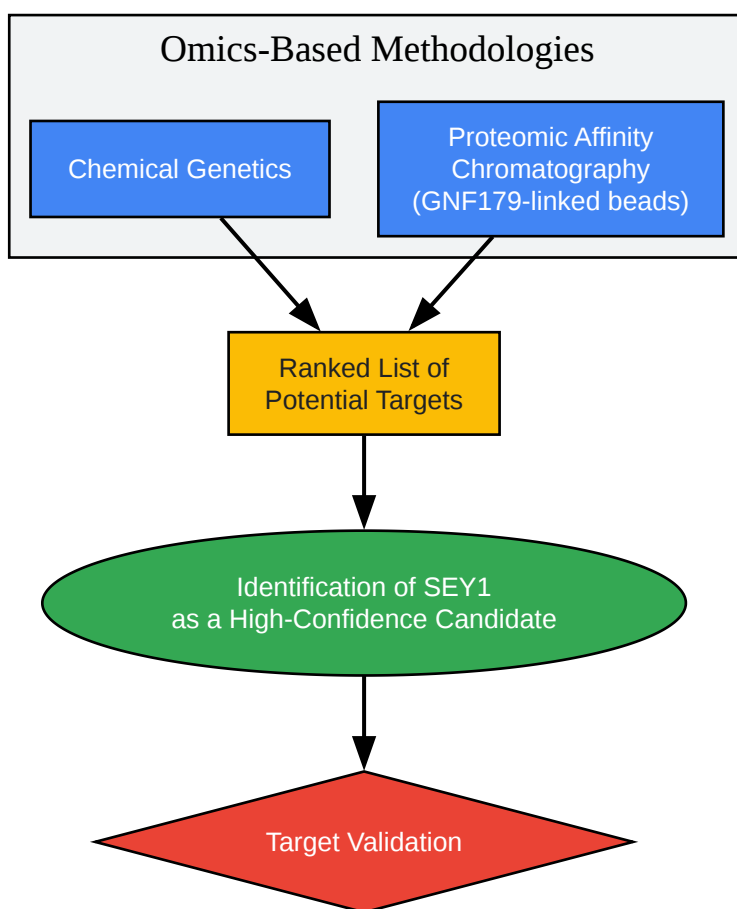 Omics-Based Methodologies
Chemical Genetics
Proteomic Affinity
Chromatography
(GNF179-linked beads)
Ranked List of
Potential Targets
Identification of SEY1
as a High-Confidence Candidate
Target Validation